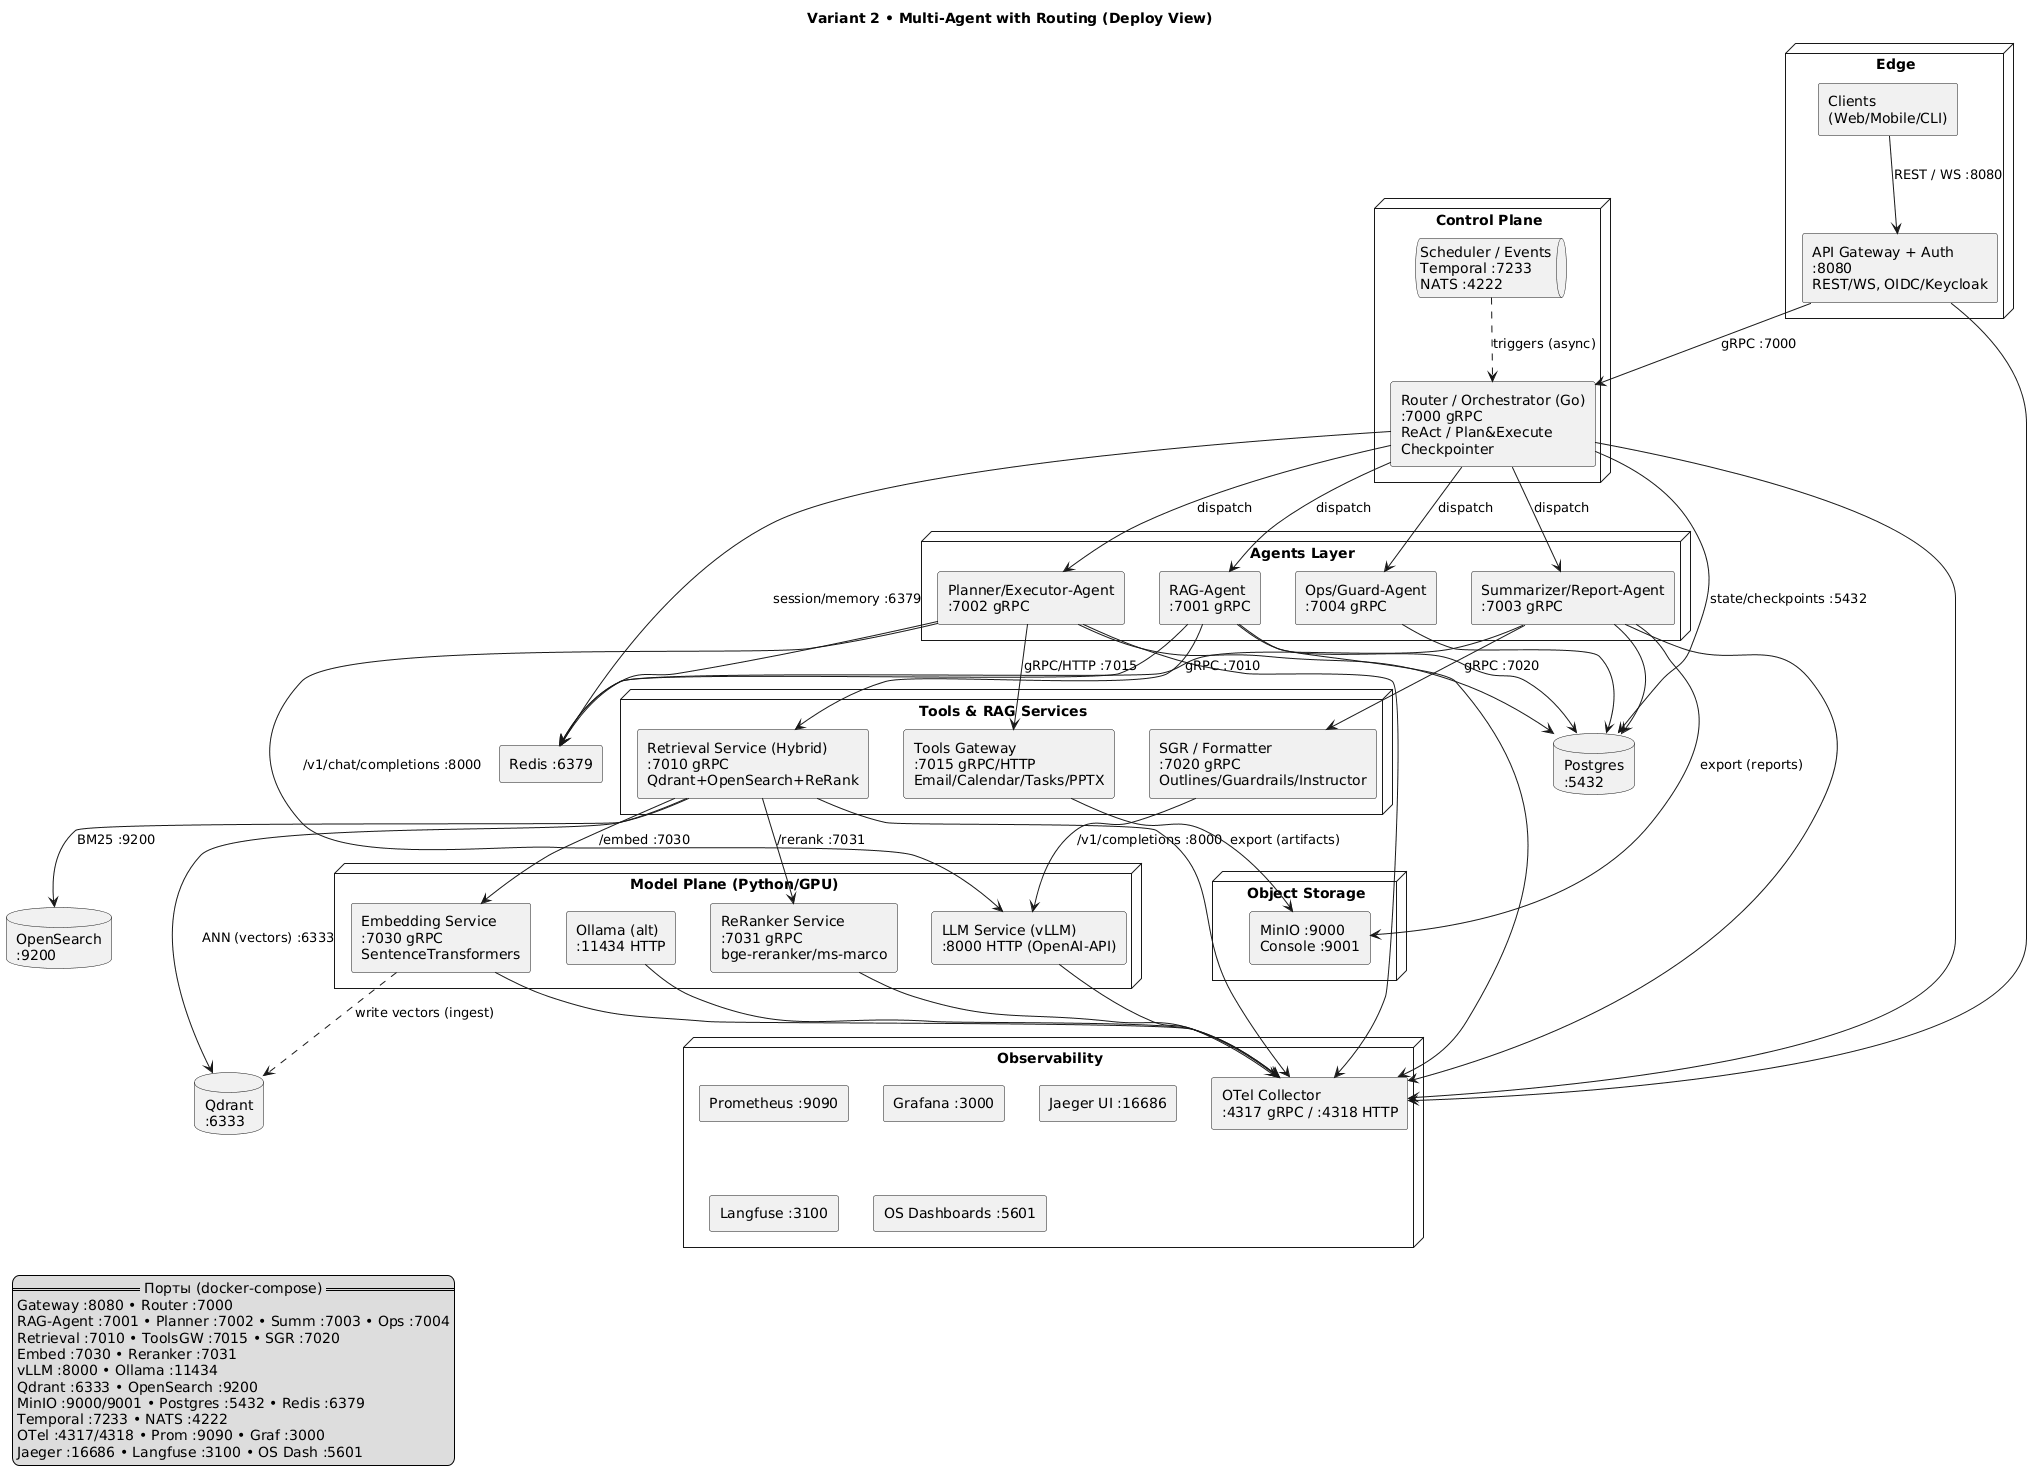 Variant 2 • Multi-Agent with Routing (Deploy View)
Edge
Clients
(Web/Mobile/CLI)
REST / WS :8080
API Gateway + Auth
:8080
REST/WS, OIDC/Keycloak
gRPC :7000
Control Plane
Scheduler / Events
Temporal :7233
NATS :4222
triggers (async)
Router / Orchestrator (Go)
:7000 gRPC
ReAct / Plan&Execute
Checkpointer
dispatch
dispatch
dispatch
dispatch
session/memory :6379
state/checkpoints :5432
Agents Layer
Planner/Executor-Agent
:7002 gRPC
RAG-Agent
:7001 gRPC
Ops/Guard-Agent
:7004 gRPC
Summarizer/Report-Agent
:7003 gRPC
gRPC/HTTP :7015
gRPC :7010
gRPC :7020
/v1/chat/completions :8000
Redis :6379
Tools & RAG Services
Retrieval Service (Hybrid)
:7010 gRPC
Qdrant+OpenSearch+ReRank
Tools Gateway
:7015 gRPC/HTTP
Email/Calendar/Tasks/PPTX
SGR / Formatter
:7020 gRPC
Outlines/Guardrails/Instructor
Postgres
:5432
export (reports)
BM25 :9200
/embed :7030
/rerank :7031
/v1/completions :8000
export (artifacts)
OpenSearch
:9200
ANN (vectors) :6333
Model Plane (Python/GPU)
Embedding Service
:7030 gRPC
SentenceTransformers
Ollama (alt)
:11434 HTTP
ReRanker Service
:7031 gRPC
bge-reranker/ms-marco
LLM Service (vLLM)
:8000 HTTP (OpenAI-API)
Object Storage
MinIO :9000
Console :9001
write vectors (ingest)
Qdrant
:6333
Observability
Prometheus :9090
Grafana :3000
Jaeger UI :16686
OTel Collector
:4317 gRPC / :4318 HTTP
Langfuse :3100
OS Dashboards :5601
Порты (docker-compose)
Gateway :8080 • Router :7000
RAG-Agent :7001 • Planner :7002 • Summ :7003 • Ops :7004
Retrieval :7010 • ToolsGW :7015 • SGR :7020
Embed :7030 • Reranker :7031
vLLM :8000 • Ollama :11434
Qdrant :6333 • OpenSearch :9200
MinIO :9000/9001 • Postgres :5432 • Redis :6379
Temporal :7233 • NATS :4222
OTel :4317/4318 • Prom :9090 • Graf :3000
Jaeger :16686 • Langfuse :3100 • OS Dash :5601